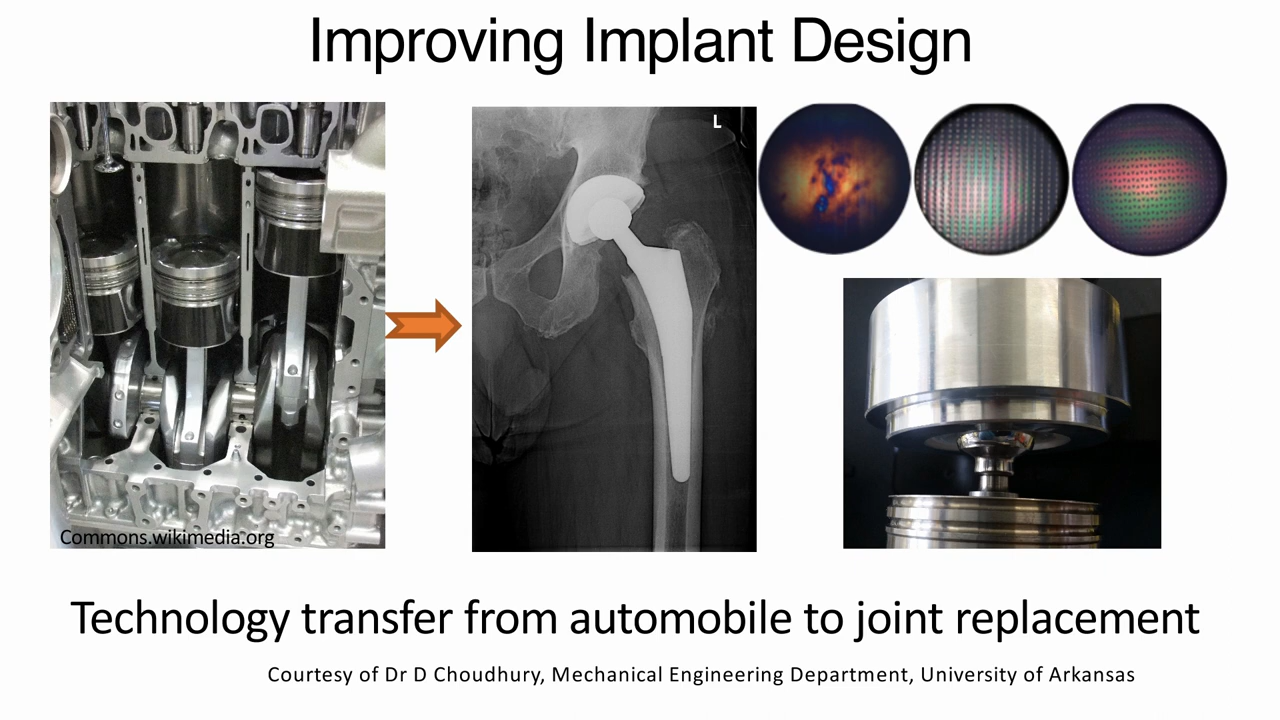 Improving Implant Design
L
Commons.wikimedia.org
Technology transfer from automobile to joint replacement
Courtesy of Dr D Choudhury, Mechanical Engineering Department, University of Arkansas